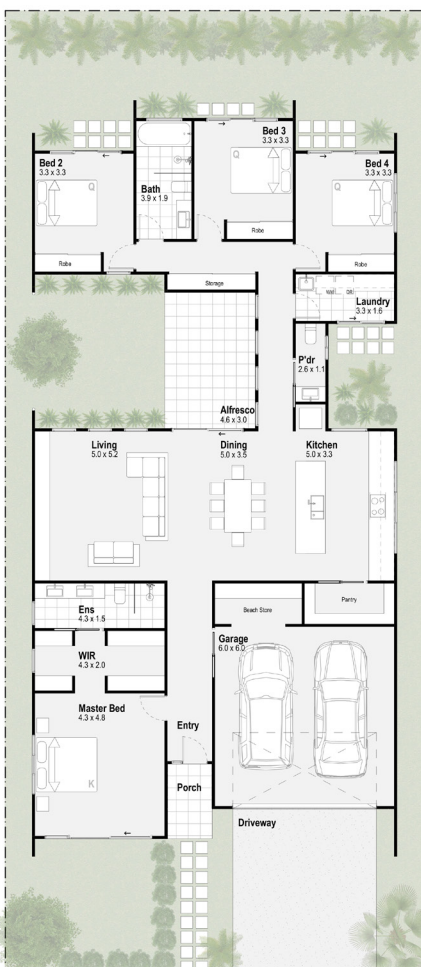 Bed 3
3.3 x 3.3
Bed 2
3.3 x 3.3
Bed 4
3.3 x 3.3
Bath
3.9 x 1.9
Robe
Robe
Robe
Storage
Laundry
3.3 x 1.6
P'dr
2.6 x 1.1
Alfresco
4.6 x 3.0
Living
5.0 x 5.2
Dining
5.0 x 3.5
Kitchen
5.0 x 3.3
Ens
4.3 x 1.5
Beach Store
Pantry
Garage
6.0 x 6.0
WIR
4.3 x 2.0
Master Bed
4.3 x 4.8
Entry
K
Porch
Driveway